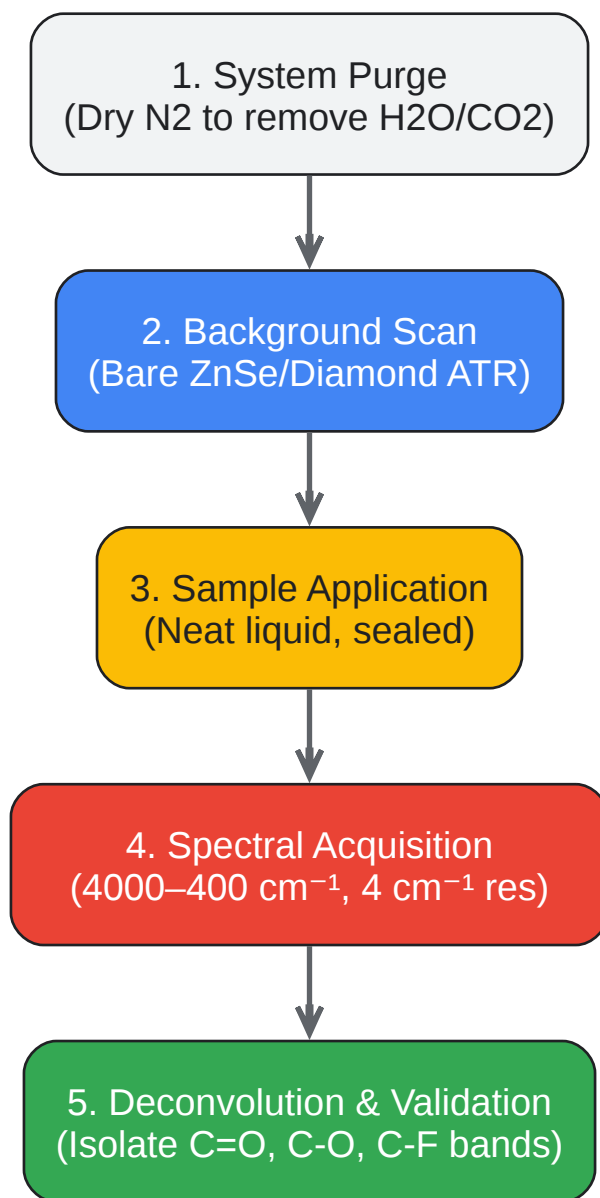 1. System Purge
(Dry N2 to remove H2O/CO2)
2. Background Scan
(Bare ZnSe/Diamond ATR)
3. Sample Application
(Neat liquid, sealed)
4. Spectral Acquisition
(4000–400 cm⁻¹, 4 cm⁻¹ res)
5. Deconvolution & Validation
(Isolate C=O, C-O, C-F bands)